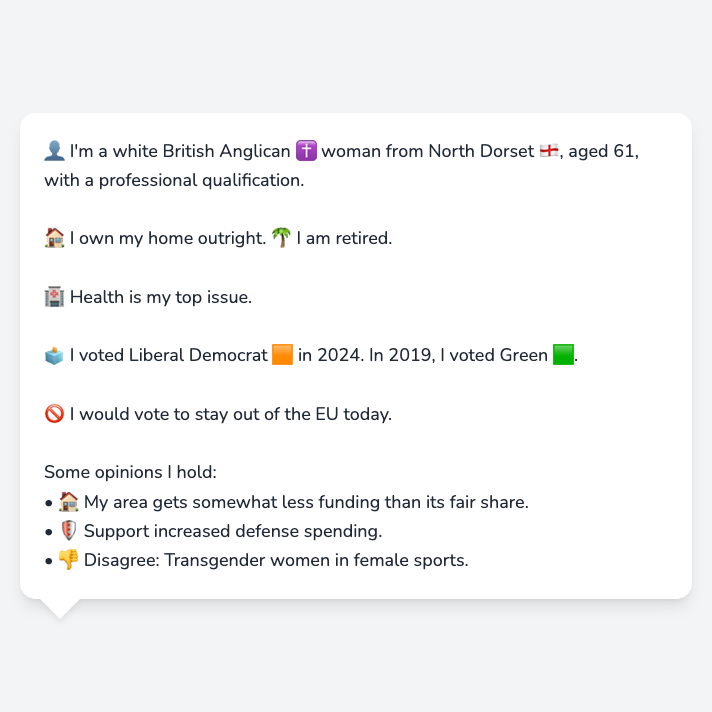 👤 I'm a white British Anglican ✝️ woman from North Dorset 🏴󠁧󠁢󠁥󠁮󠁧󠁿, aged 61,
with a professional qualification.
🏠 I own my home outright. 🌴 I am retired.
🏥 Health is my top issue.
🗳️ I voted Liberal Democrat 🟧 in 2024. In 2019, I voted Green 🟩.
🚫 I would vote to stay out of the EU today.
Some opinions I hold:
• 🏠 My area gets somewhat less funding than its fair share.
• 🛡️ Support increased defense spending.
• 👎 Disagree: Transgender women in female sports.